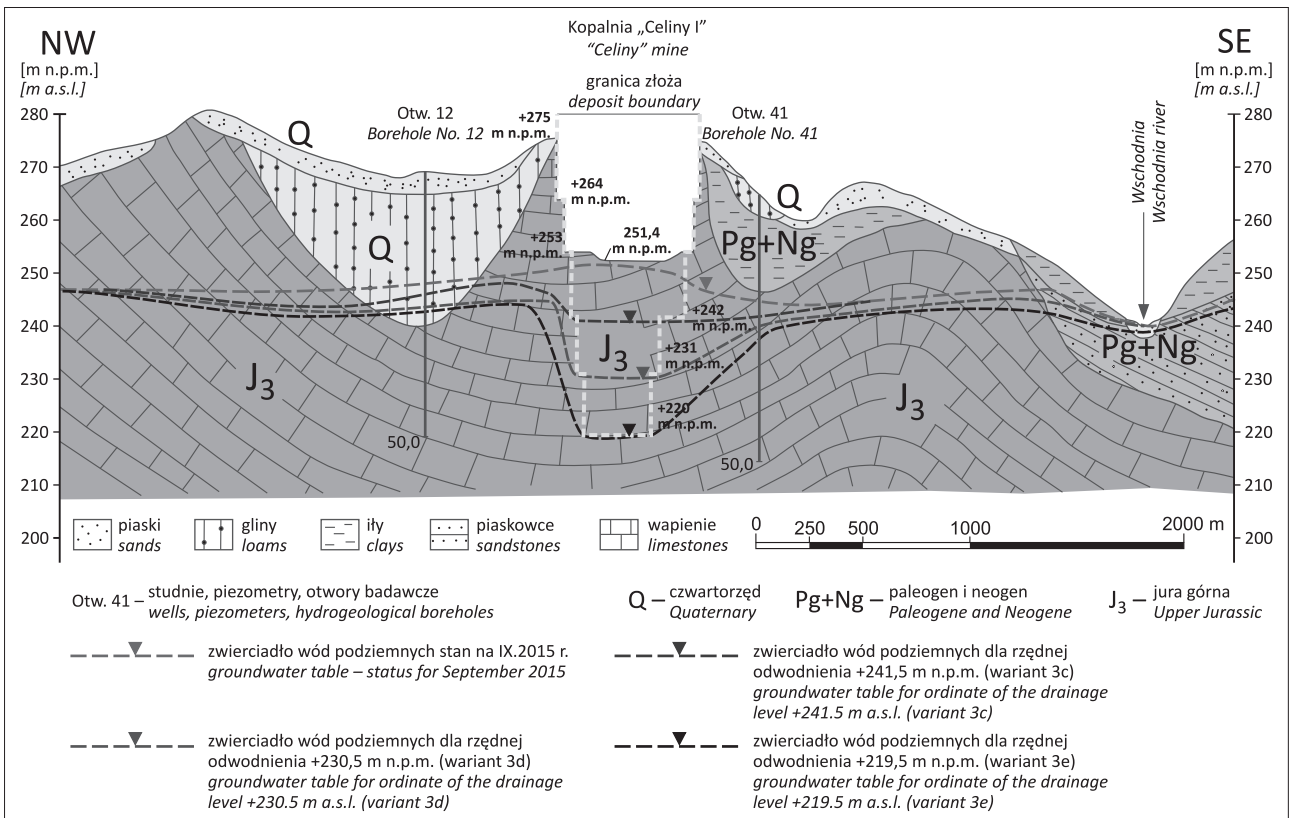 Kopalnia „Celiny I”
“Celiny” mine
granica złoża
deposit boundary
NW
[m n.p.m.]
[m a.s.l.]
SE
[m n.p.m.]
[m a.s.l.]
Otw. 12
Borehole No. 12
Otw. 41
Borehole No. 41
+275
m n.p.m.
+264
m n.p.m.
+253
m n.p.m.
251,4
m n.p.m.
+242
m n.p.m.
+231
m n.p.m.
+220
m n.p.m.
Wschodnia
Wschodnia river
280
270
260
250
240
230
220
210
200
280
270
260
250
240
230
220
210
200
Q
Q
Q
Pg+Ng
Pg+Ng
J3
J3
J3
50,0
50,0
piaski
sands
gliny
loams
iły
clays
piaskowce
sandstones
wapienie
limestones
0 250 500 1000 2000 m
Otw. 41 – studnie, piezometry, otwory badawcze
wells, piezometers, hydrogeological boreholes
Q – czwartorzęd
Quaternary
Pg+Ng – paleogen i neogen
Paleogene and Neogene
J3 – jura górna
Upper Jurassic
zwierciadło wód podziemnych stan na IX.2015 r.
groundwater table – status for September 2015
zwierciadło wód podziemnych dla rzędnej
odwodnienia +241,5 m n.p.m. (wariant 3c)
groundwater table for ordinate of the drainage
level +241.5 m a.s.l. (variant 3c)
zwierciadło wód podziemnych dla rzędnej
odwodnienia +230,5 m n.p.m. (wariant 3d)
groundwater table for ordinate of the drainage
level +230.5 m a.s.l. (variant 3d)
zwierciadło wód podziemnych dla rzędnej
odwodnienia +219,5 m n.p.m. (wariant 3e)
groundwater table for ordinate of the drainage
level +219.5 m a.s.l. (variant 3e)